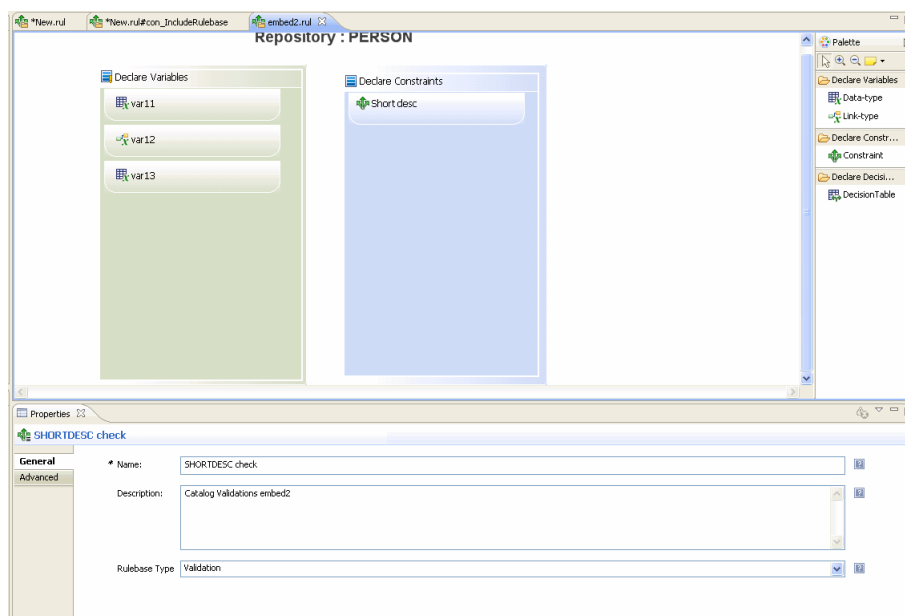 *New.rul
*New.rul#con_IncludeRulebase
embed2.rul
Repository : PERSON
Declare Variables
var11
var12
var13
Declare Constraints
Short desc
Palette
Declare Variables
Data-type
Link-type
Declare Constr...
Constraint
Declare Decisi...
DecisionTable
Properties
SHORTDESC check
General
Advanced
* Name:
SHORTDESC check
Description:
Catalog Validations embed2
Rulebase Type
Validation